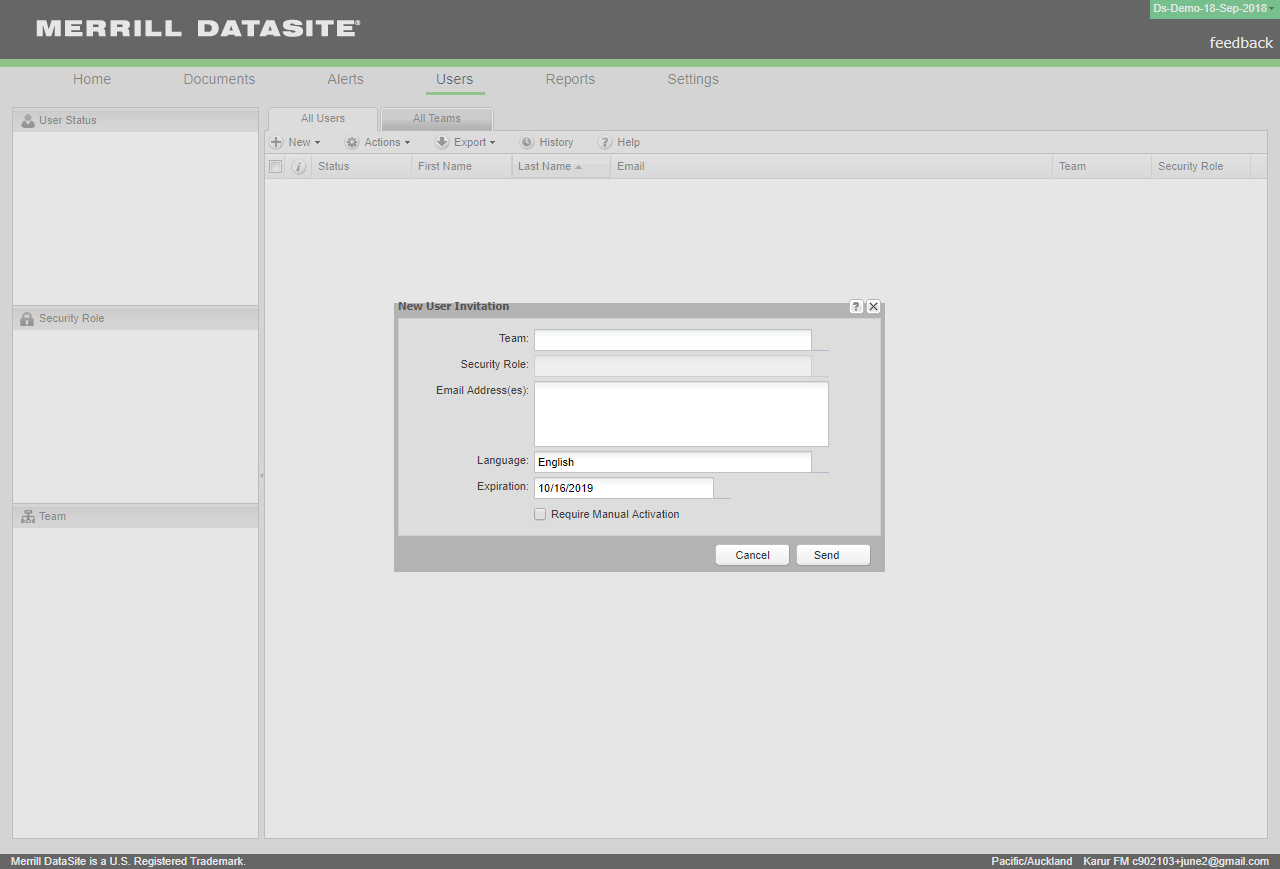 MERRILL DATASITE®
Ds-Demo-18-Sep-2018
feedback
Home Documents Alerts Users Reports Settings
User Status
All Users All Teams
New Actions Export History ? Help
i Status First Name Last Name Email Team Security Role
New User Invitation ?
Team:
Security Role
Security Role:
Email Address(es):
Language: English
Expiration: 10/16/2019
Require Manual Activation
Team
Cancel Send
Merrill DataSite is a U.S. Registered Trademark. Pacific/Auckland Karur FM c902103+june2@gmail.com